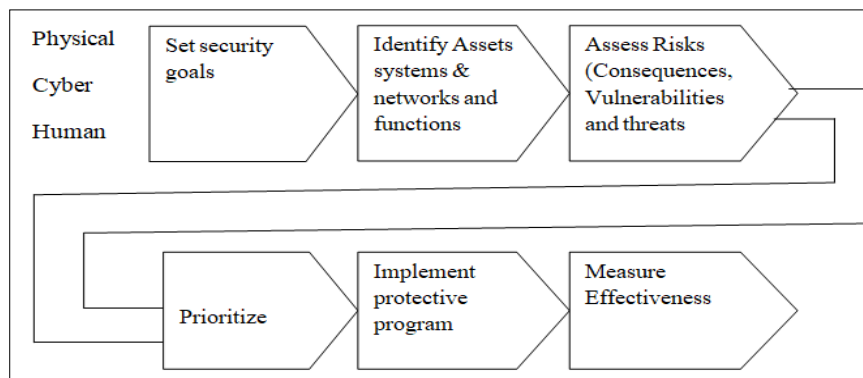 Physical
Cyber
Human
Set security
goals
Identify Assets
systems &
networks and
functions
Assess Risks
(Consequences,
Vulnerabilities
and threats
Prioritize
Implement
protective
program
Measure
Effectiveness